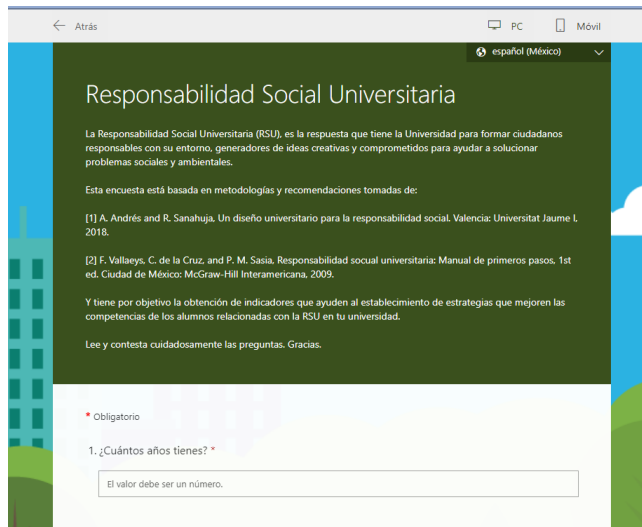 Atrás
PC
Móvil
español (México)
Responsabilidad Social Universitaria
La Responsabilidad Social Universitaria (RSU), es la respuesta que tiene la Universidad para formar ciudadanos
responsables con su entorno, generadores de ideas creativas y comprometidos para ayudar a solucionar
problemas sociales y ambientales.
Esta encuesta está basada en metodologías y recomendaciones tomadas de:
[1] A. Andrés and R. Sanahuja, Un diseño universitario para la responsabilidad social. Valencia: Universitat Jaume I,
2018.
[2] F. Vallaeys, C. de la Cruz, and P. M. Sasia, Responsabilidad socual universitaria: Manual de primeros pasos, 1st
ed. Ciudad de México: McGraw-Hill Interamericana, 2009.
Y tiene por objetivo la obtención de indicadores que ayuden al establecimiento de estrategias que mejoren las
competencias de los alumnos relacionadas con la RSU en tu universidad.
Lee y contesta cuidadosamente las preguntas. Gracias.
* Obligatorio
1. ¿Cuántos años tienes? *
El valor debe ser un número.